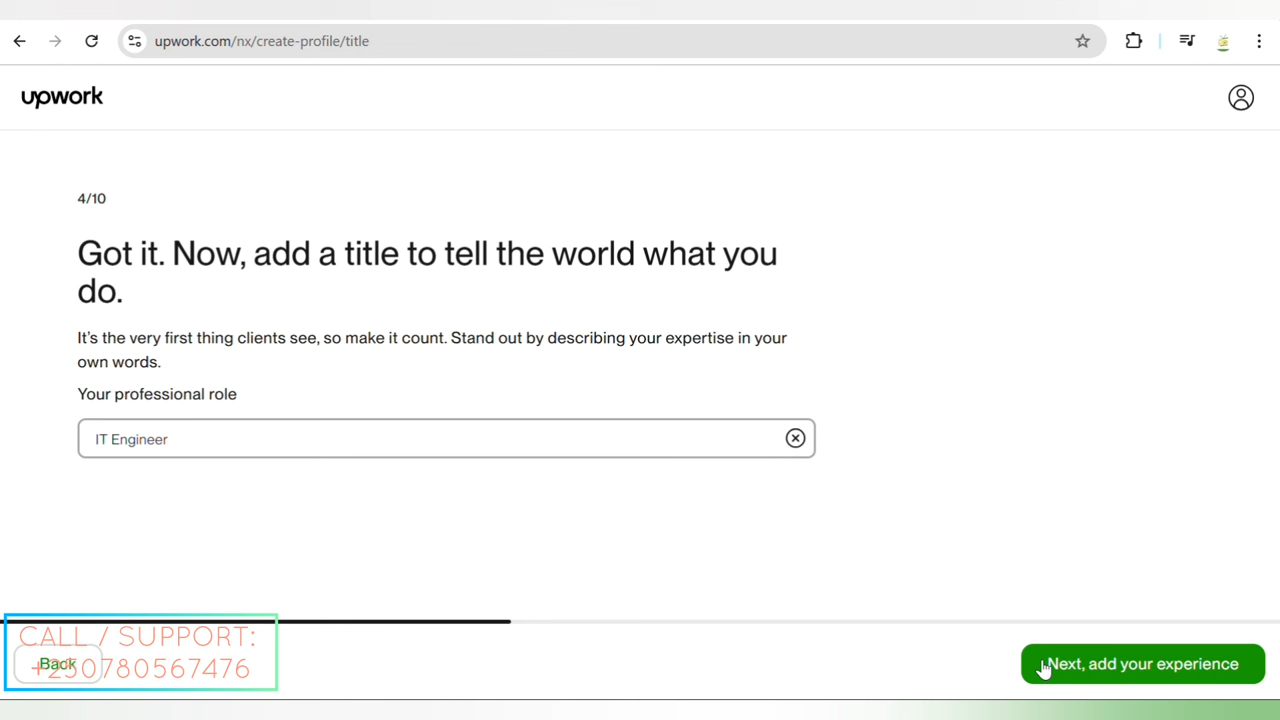 upwork.com/nx/create-profile/title
upwork
4/10
Got it. Now, add a title to tell the world what you
do.
It's the very first thing clients see, so make it count. Stand out by describing your expertise in your
own words.
Your professional role
IT Engineer
CALL / SUPPORT:
+250780567476
Back
Next, add your experience